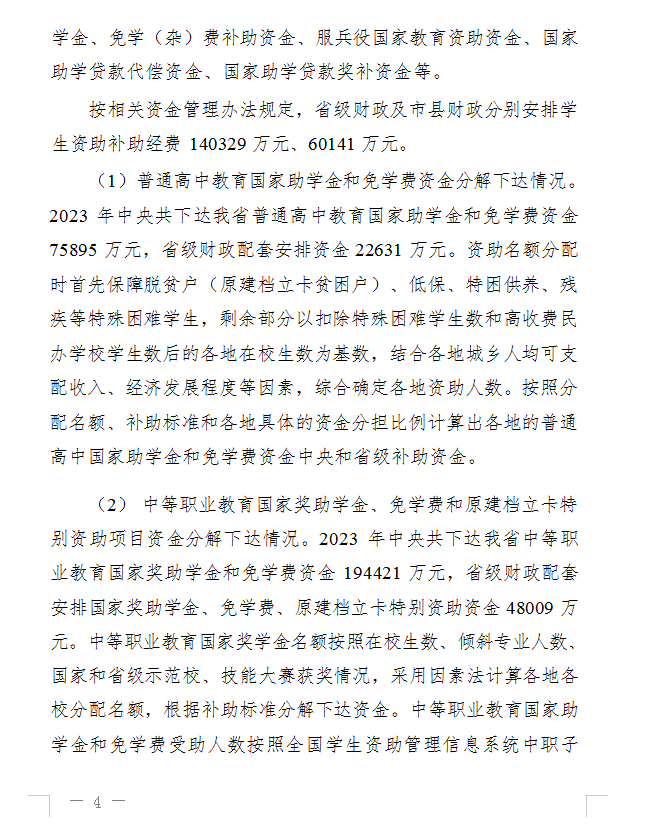 学金、免学（杂）费补助资金、服兵役国家教育资助资金、国家
助学贷款代偿资金、国家助学贷款奖补资金等。
按相关资金管理办法规定，省级财政及市县财政分别安排学
生资助补助经费 140329 万元、60141 万元。
（1）普通高中教育国家助学金和免学费资金分解下达情况。
2023 年中央共下达我省普通高中教育国家助学金和免学费资金
75895 万元，省级财政配套安排资金 22631 万元。资助名额分配
时首先保障脱贫户（原建档立卡贫困户）、低保、特困供养、残
疾等特殊困难学生，剩余部分以扣除特殊困难学生数和高收费民
办学校学生数后的各地在校生数为基数，结合各地城乡人均可支
配收入、经济发展程度等因素，综合确定各地资助人数。按照分
配名额、补助标准和各地具体的资金分担比例计算出各地的普通
高中国家助学金和免学费资金中央和省级补助资金。
（2） 中等职业教育国家奖助学金、免学费和原建档立卡特
别资助项目资金分解下达情况。2023 年中央共下达我省中等职
业教育国家奖助学金和免学费资金 194421 万元，省级财政配套
安排国家奖助学金、免学费、原建档立卡特别资助资金 48009 万
元。中等职业教育国家奖学金名额按照在校生数、倾斜专业人数、
国家和省级示范校、技能大赛获奖情况，采用因素法计算各地各
校分配名额，根据补助标准分解下达资金。中等职业教育国家助
学金和免学费受助人数按照全国学生资助管理信息系统中职子
— 4 —